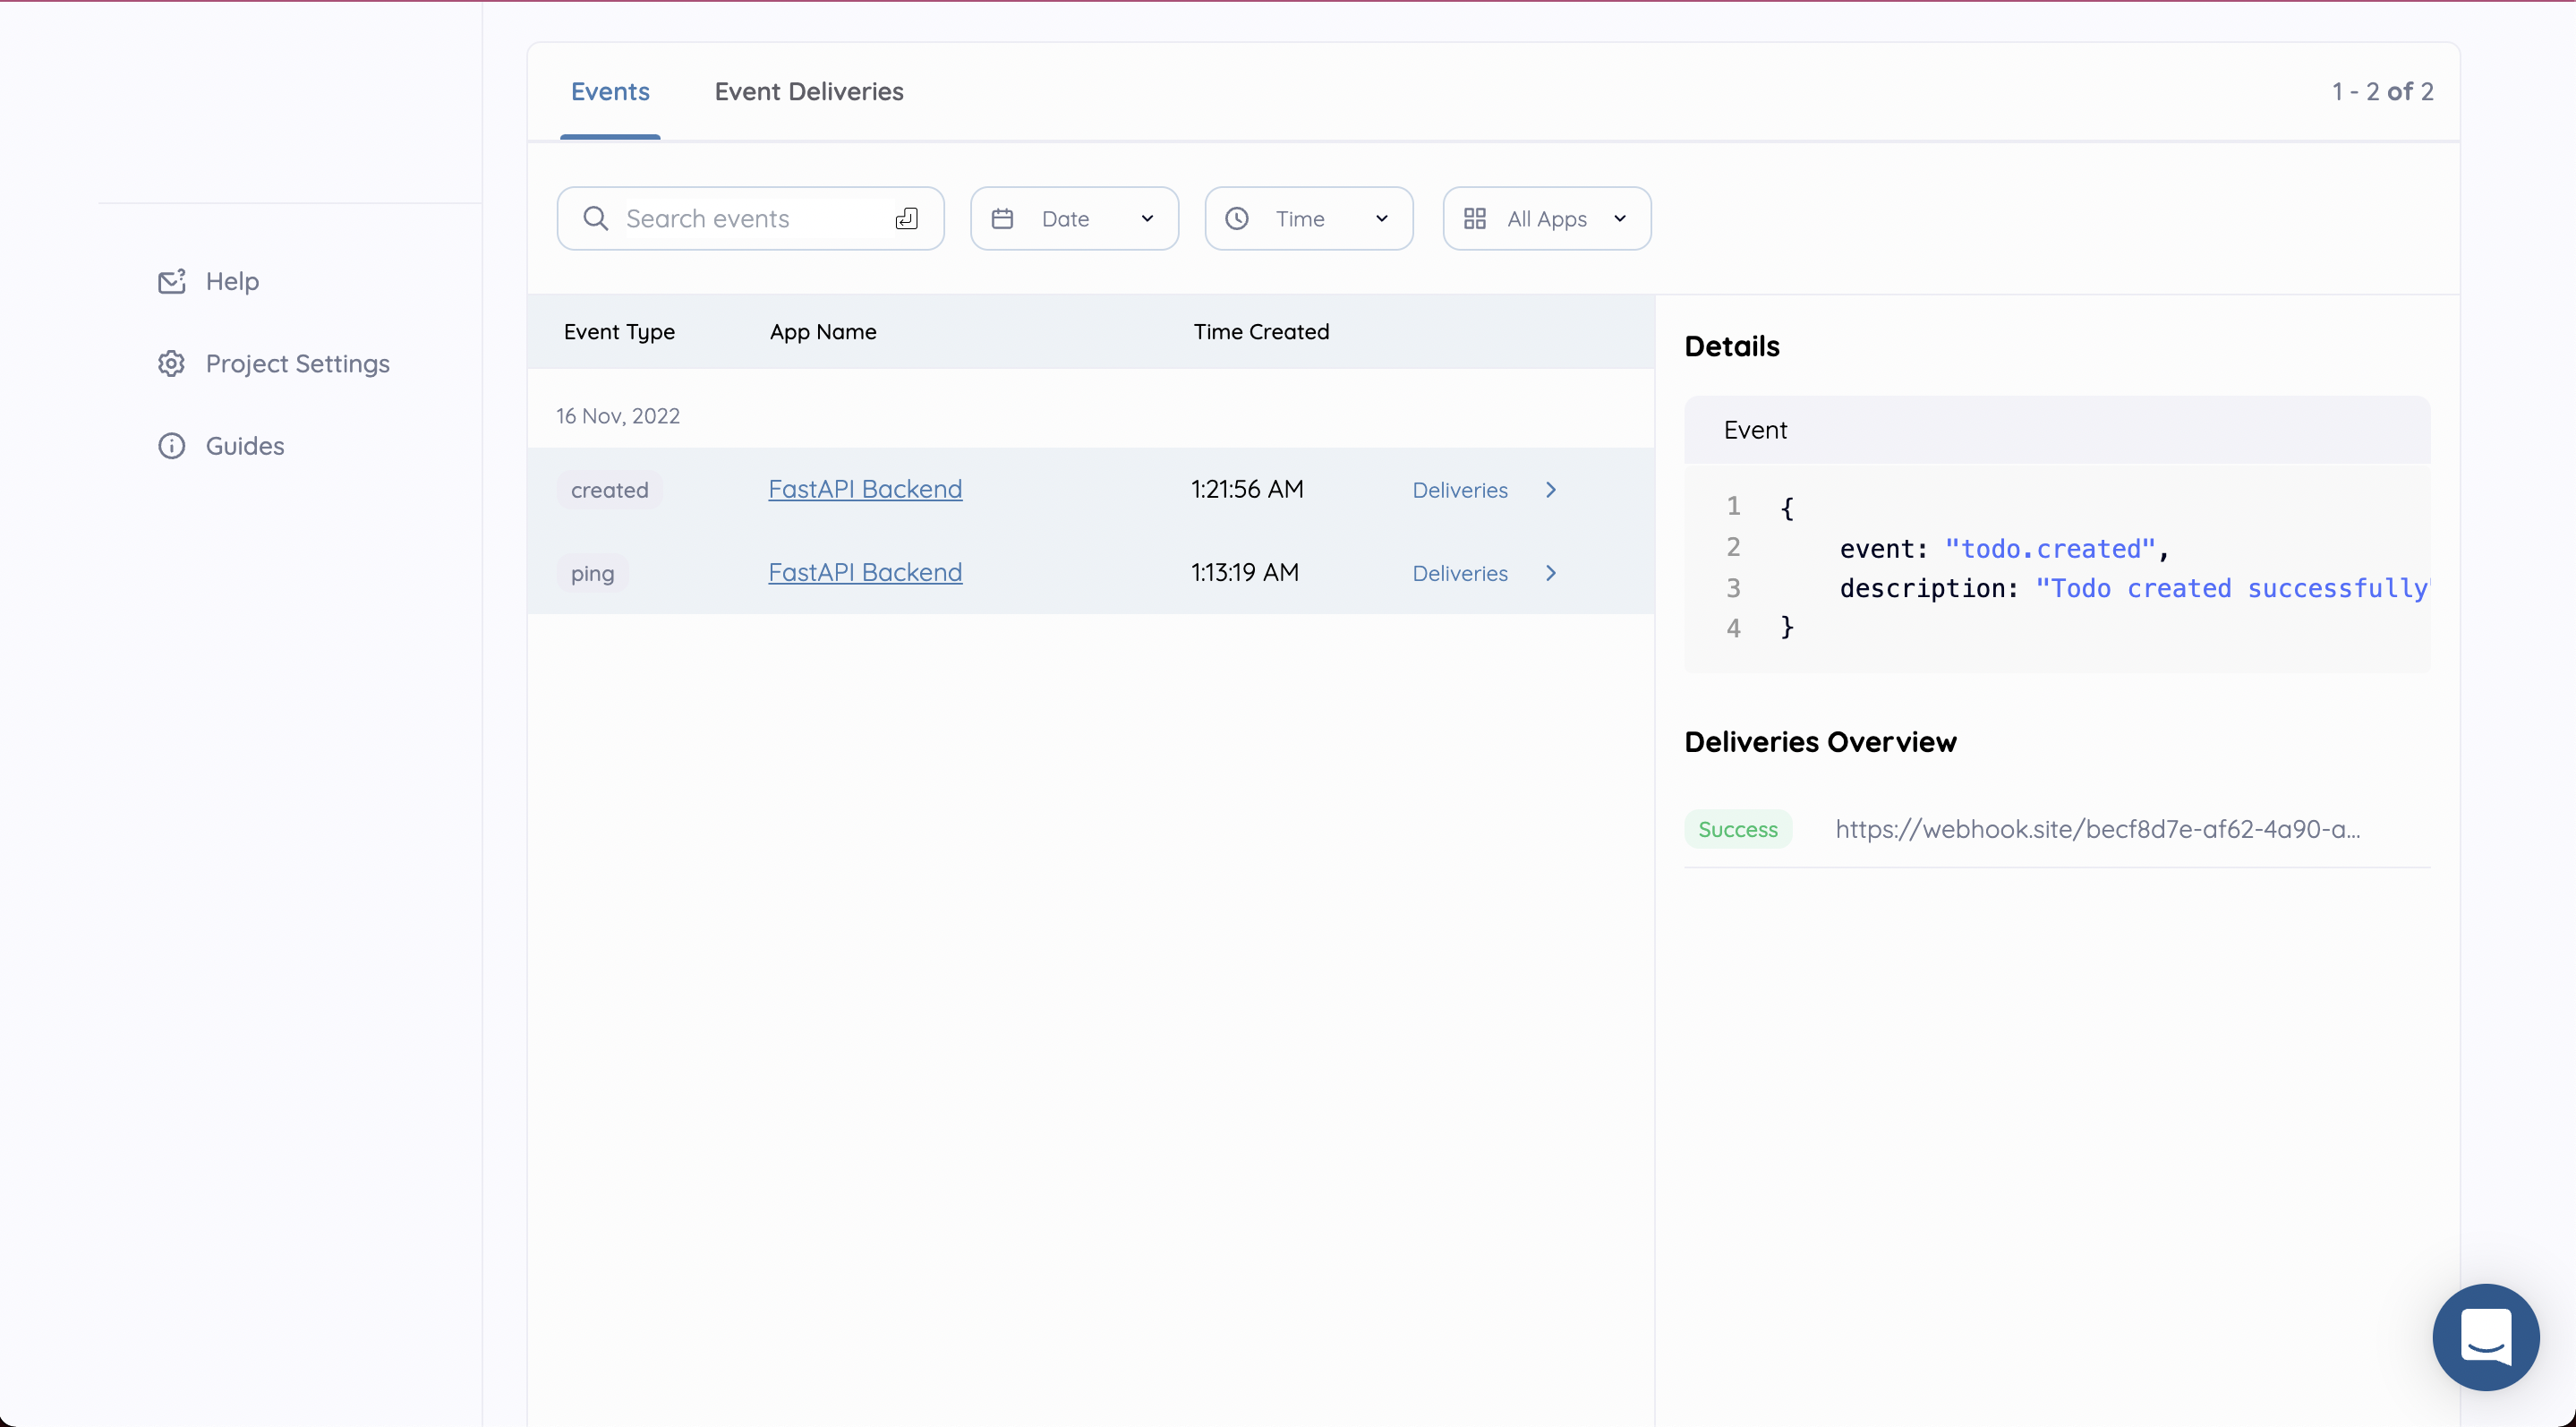 Events Event Deliveries 1 - 2 of 2
Search events Date Time All Apps
Help
Project Settings
Guides
Event Type App Name Time Created
16 Nov, 2022
created FastAPI Backend 1:21:56 AM Deliveries
ping FastAPI Backend 1:13:19 AM Deliveries
Details
Event
1 {
2 event: "todo.created",
3 description: "Todo created successfully"
4 }
Deliveries Overview
Success https://webhook.site/becf8d7e-af62-4a90-a...